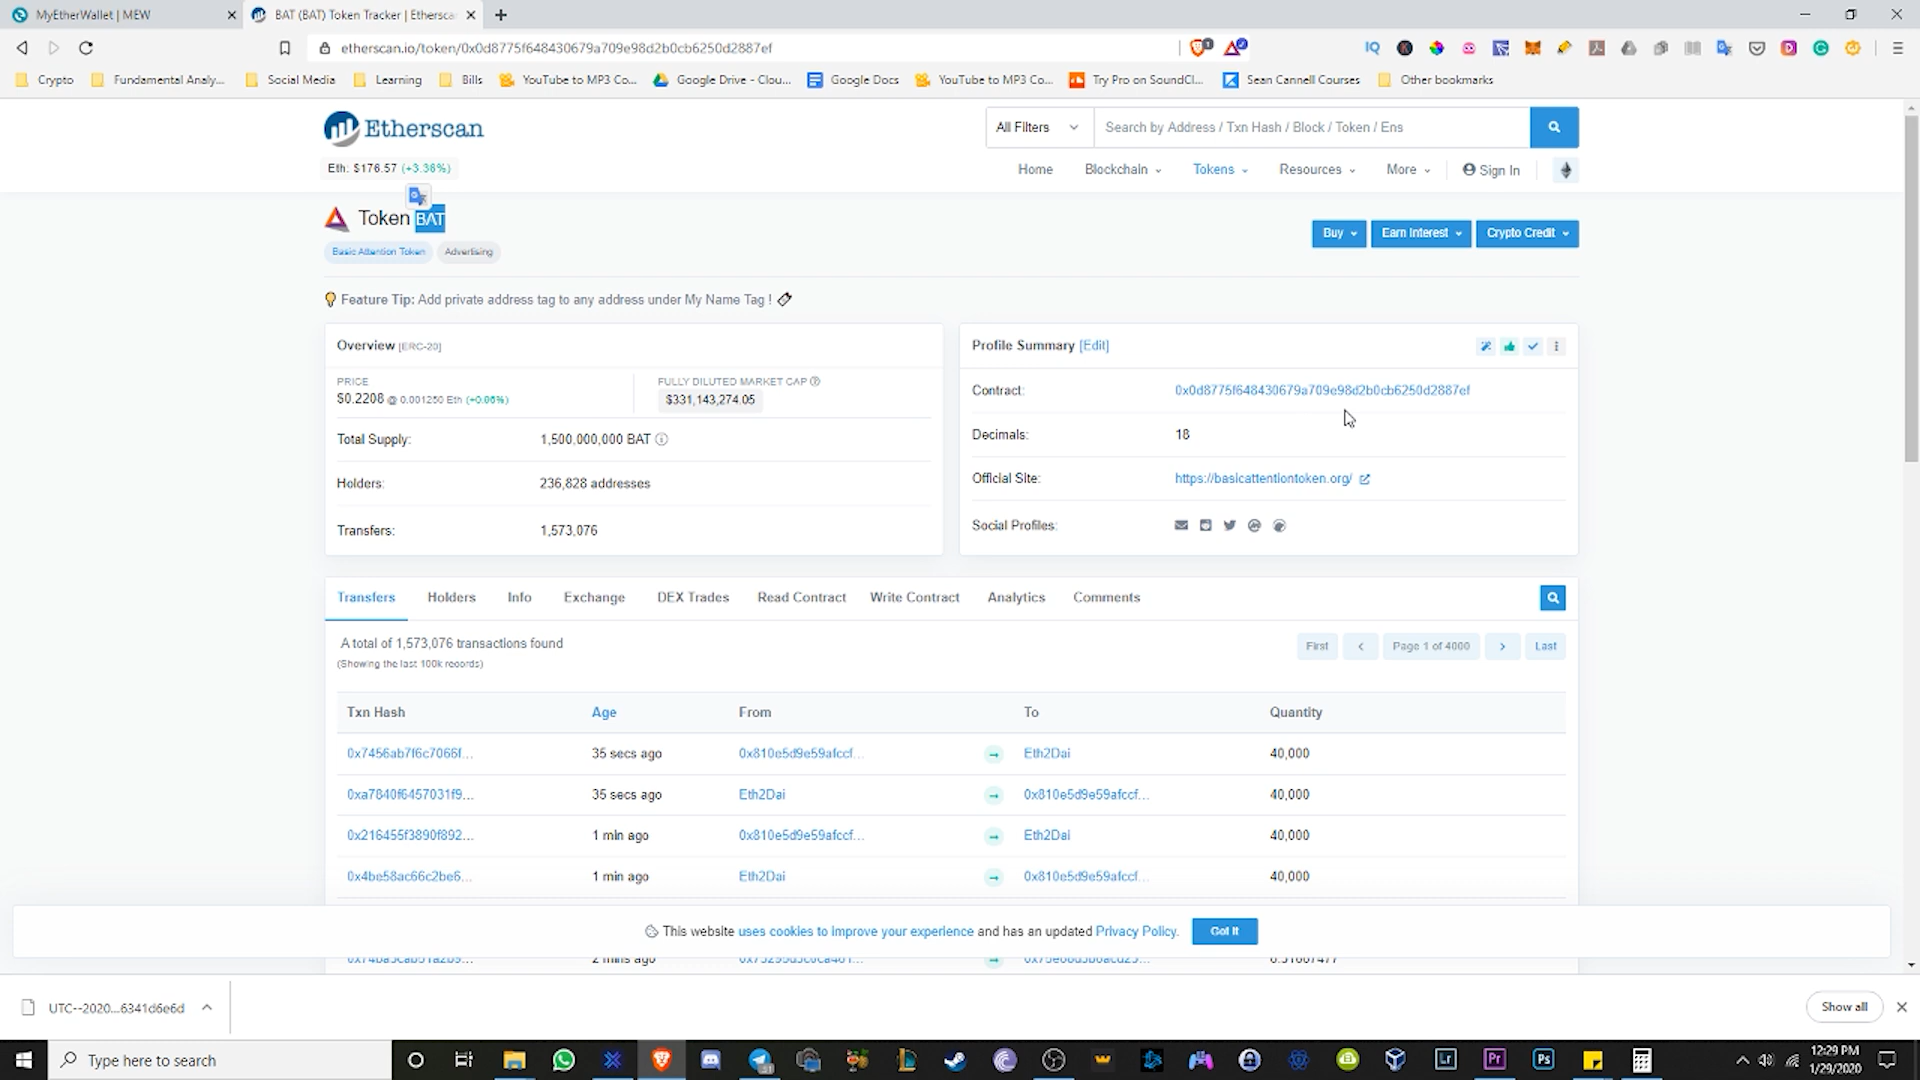 MyEtherWallet | MEW
BAT (BAT) Token Tracker | Ethersca
etherscan.io/token/0x0d8775f648430679a709e98d2b0cb6250d2887ef
Crypto
Fundamental Analy...
Social Media
Learning
Bills
YouTube to MP3 Co...
Google Drive - Clou...
Google Docs
YouTube to MP3 Co...
Try Pro on SoundCl...
Sean Cannell Courses
Other bookmarks
Etherscan
All Filters
Search by Address / Txn Hash / Block / Token / Ens
Eth: $176.57 (+3.36%)
Home
Blockchain
Tokens
Resources
More
Sign In
Token BAT
Basic Attention Token
Advertising
Buy
Earn Interest
Crypto Credit
Feature Tip: Add private address tag to any address under My Name Tag !
Overview [ERC-20]
PRICE
$0.2208 @ 0.001250 Eth (+0.06%)
FULLY DILUTED MARKET CAP
$331,143,274.05
Total Supply: 1,500,000,000 BAT
Holders: 236,828 addresses
Transfers: 1,573,076
Profile Summary [Edit]
Contract: 0x0d8775f648430679a709e98d2b0cb6250d2887ef
Decimals: 18
Official Site: https://basicattentiontoken.org/
Social Profiles:
Transfers
Holders
Info
Exchange
DEX Trades
Read Contract
Write Contract
Analytics
Comments
A total of 1,573,076 transactions found
(Showing the last 100k records)
First
Page 1 of 4000
Last
Txn Hash Age From To Quantity
0x7456ab7f6c7066f... 35 secs ago 0x810e5d9e59afccf... Eth2Dai 40,000
0xa7840f6457031f9... 35 secs ago Eth2Dai 0x810e5d9e59afccf... 40,000
0x216455f3890f892... 1 min ago 0x810e5d9e59afccf... Eth2Dai 40,000
0x4be58ac66c2be6... 1 min ago Eth2Dai 0x810e5d9e59afccf... 40,000
This website uses cookies to improve your experience and has an updated Privacy Policy.
Got It
2 mins ago
UTC--2020...6341d6e6d
Show all
Type here to search
12:29 PM
1/29/2020